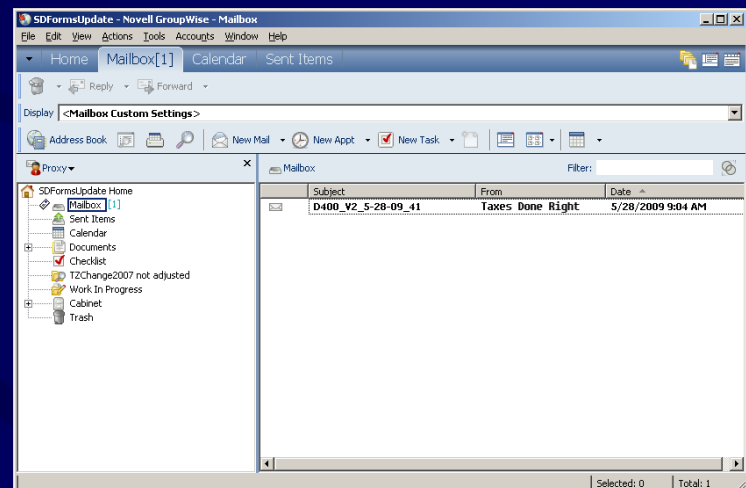 SDFormsUpdate - Novell GroupWise - Mailbox
File Edit View Actions Tools Accounts Window Help
Home Mailbox[1] Calendar Sent Items
Reply Forward
Display <Mailbox Custom Settings>
Address Book New Mail New Appt New Task
Proxy
Mailbox Filter:
SDFormsUpdate Home
Mailbox [1]
Sent Items
Calendar
Documents
Checklist
TZChange2007 not adjusted
Work In Progress
Cabinet
Trash
Subject From Date
D400_V2_5-28-09_41 Taxes Done Right 5/28/2009 9:04 AM
Selected: 0 Total: 1